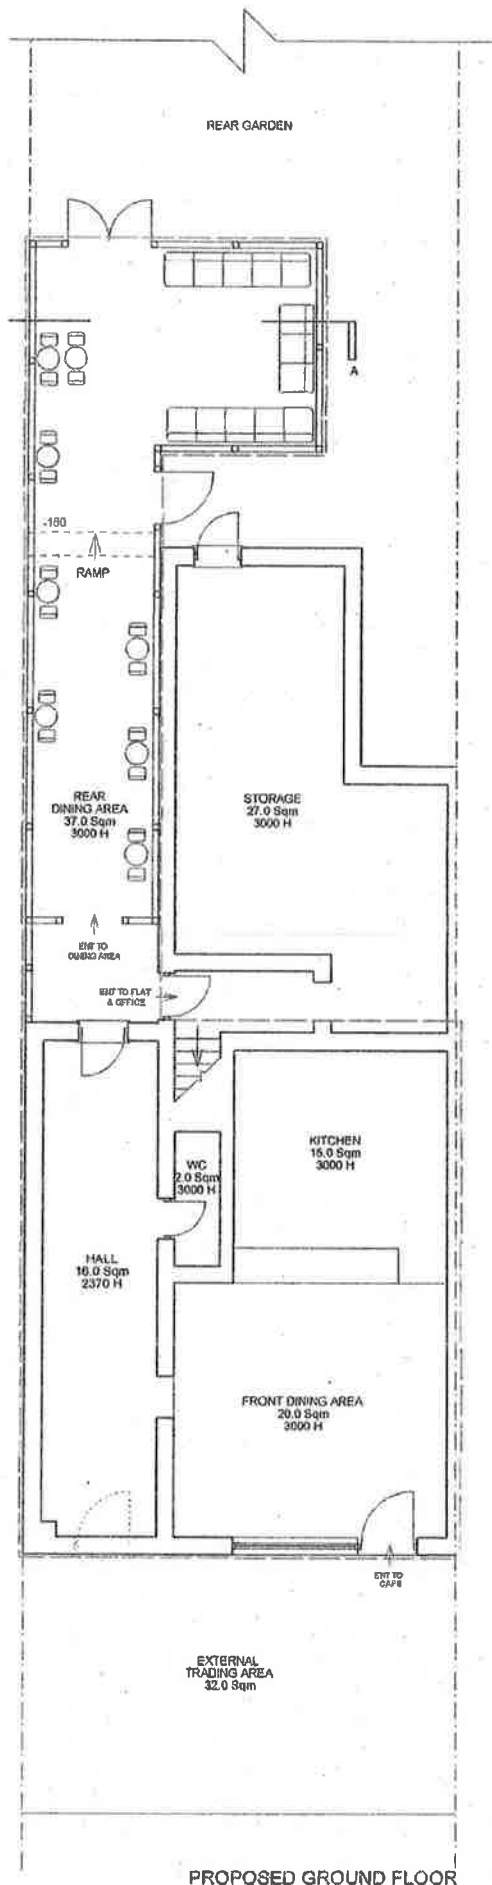 REAR GARDEN
A
-150
RAMP
REAR
DINING AREA
37.0 Sqm
3000 H
STORAGE
27.0 Sqm
3000 H
ENT TO
DINING AREA
ENT TO FLAT
& OFFICE
KITCHEN
15.0 Sqm
3000 H
WC
2.0 Sqm
3000 H
HALL
16.0 Sqm
2370 H
FRONT DINING AREA
20.0 Sqm
3000 H
ENT TO
CAFE
EXTERNAL
TRADING AREA
32.0 Sqm
PROPOSED GROUND FLOOR